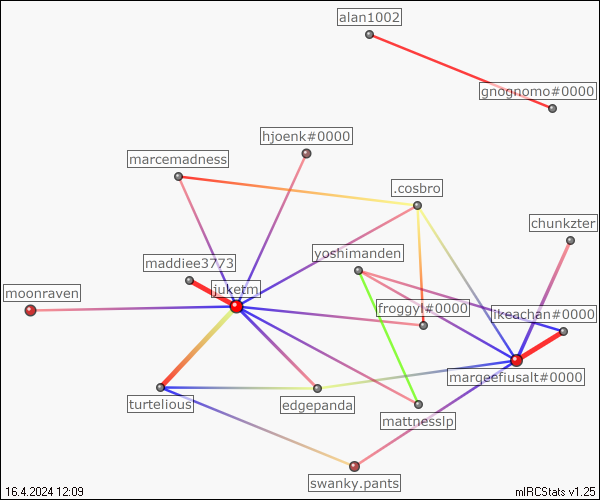 alan1002
gnognomo#0000
hjoenk#0000
marcemadness
.cosbro
chunkzter
yoshimanden
maddiee3773
juketm
moonraven
froggyl#0000
ikeachan#0000
margeefiusalt#0000
turtelious
edgepanda
mattnesslp
swanky.pants
16.4.2024 12:09
mIRCStats v1.25